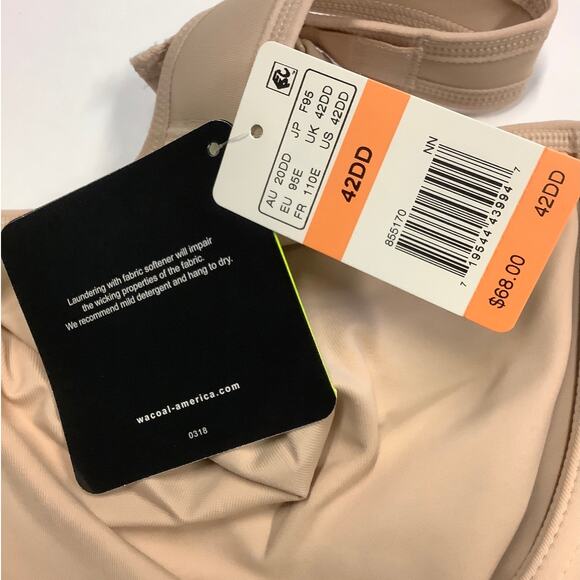 Laundering with fabric softener will impair
the wicking properties of the fabric.
We recommend mild detergent and hang to dry.
wacoal-america.com
0318
AU 20DD JP F95
EU 95E UK 42DD
FR 110E US 42DD
42DD
855170
NN
7 19544 43994 7
42DD
$68.00